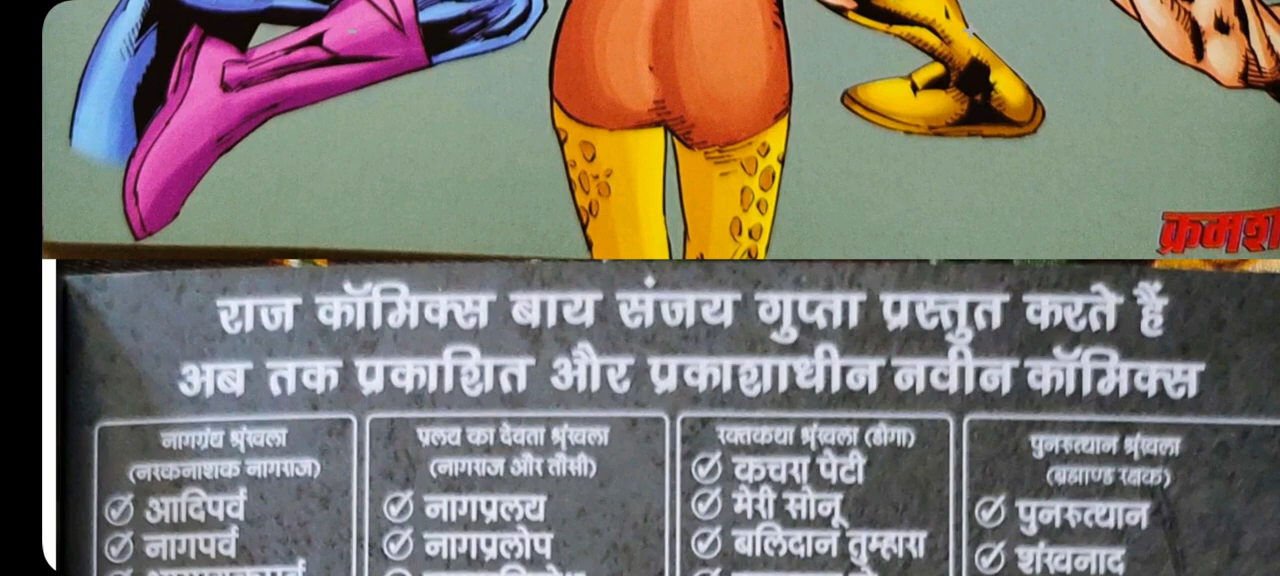 राज कॉमिक्स बाय संजय गुप्ता प्रस्तुत करते हैं
अब तक प्रकाशित और प्रकाशाधीन नवीन कॉमिक्स
नागग्रंथ श्रृंखला
(नरकनाशक नागराज)
आदिपर्व
नागपर्व
प्रलय का देवता श्रृंखला
(नागराज और तौसी)
नागप्रलय
नागप्रलोप
रक्तकथा श्रृंखला (डोगा)
कचरा पेटी
मेरी सोनू
बलिदान तुम्हारा
पुनरुत्थान श्रृंखला
(ब्रह्माण्ड रक्षक)
पुनरुत्थान
शंखनाद